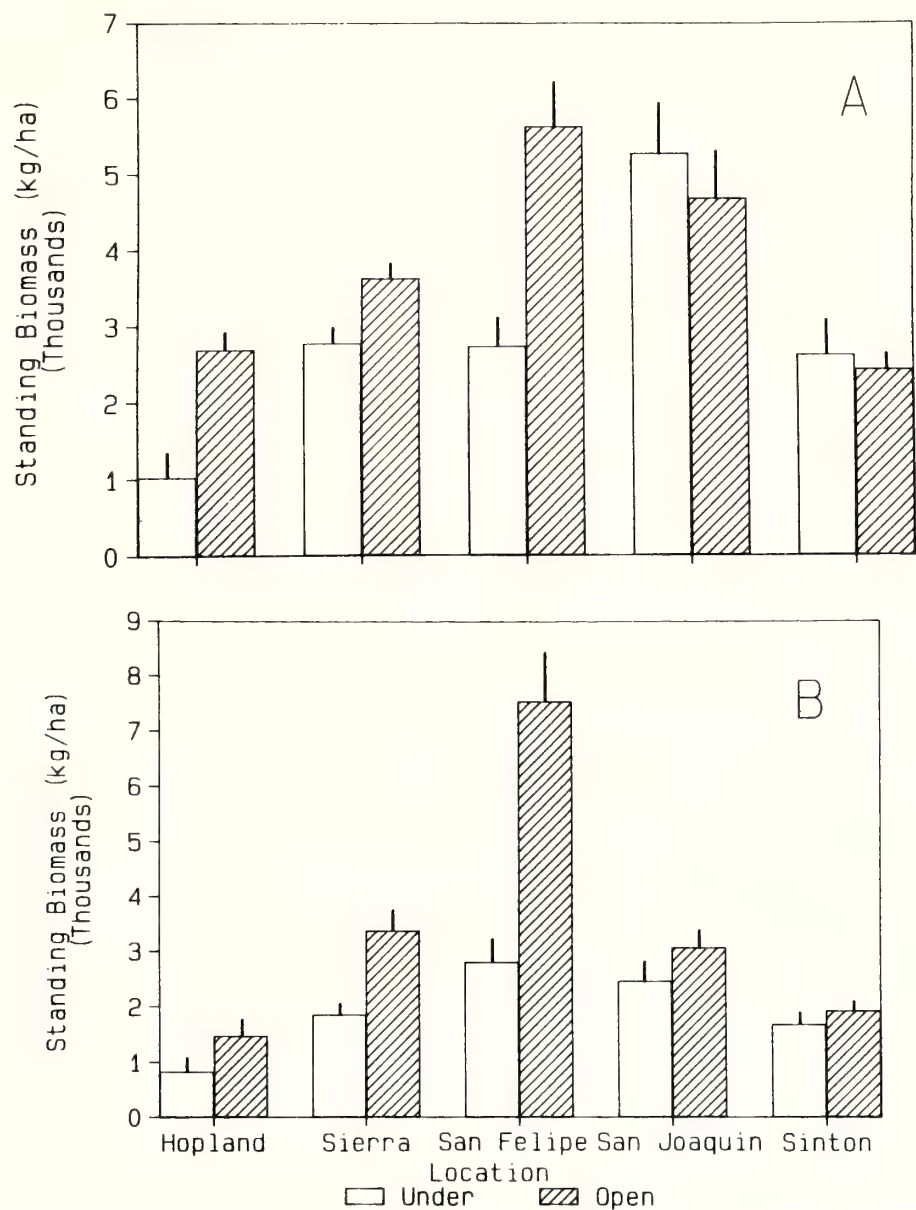 7
6
5
4
3
2
1
0
Standing Biomass (kg/ha)
(Thousands)
A
9
8
7
6
5
4
3
2
1
0
Standing Biomass (kg/ha)
(Thousands)
B
Hopland Sierra San Felipe San Joaquin Sinton
Location
Under Open